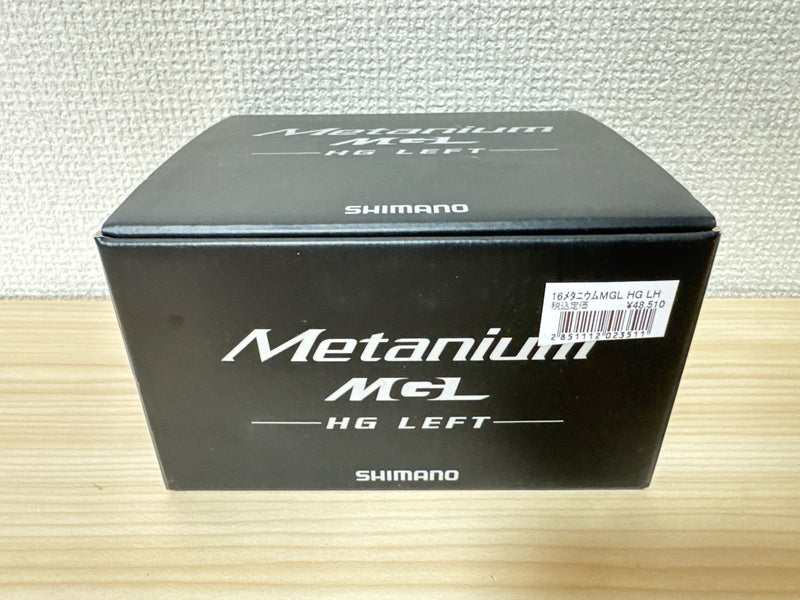 Metanium
MGL
HG LEFT
SHIMANO
16メタニウムMGL HG LH
税込定価 ¥48,510
2851112023511
Metanium
MGL
HG LEFT
SHIMANO